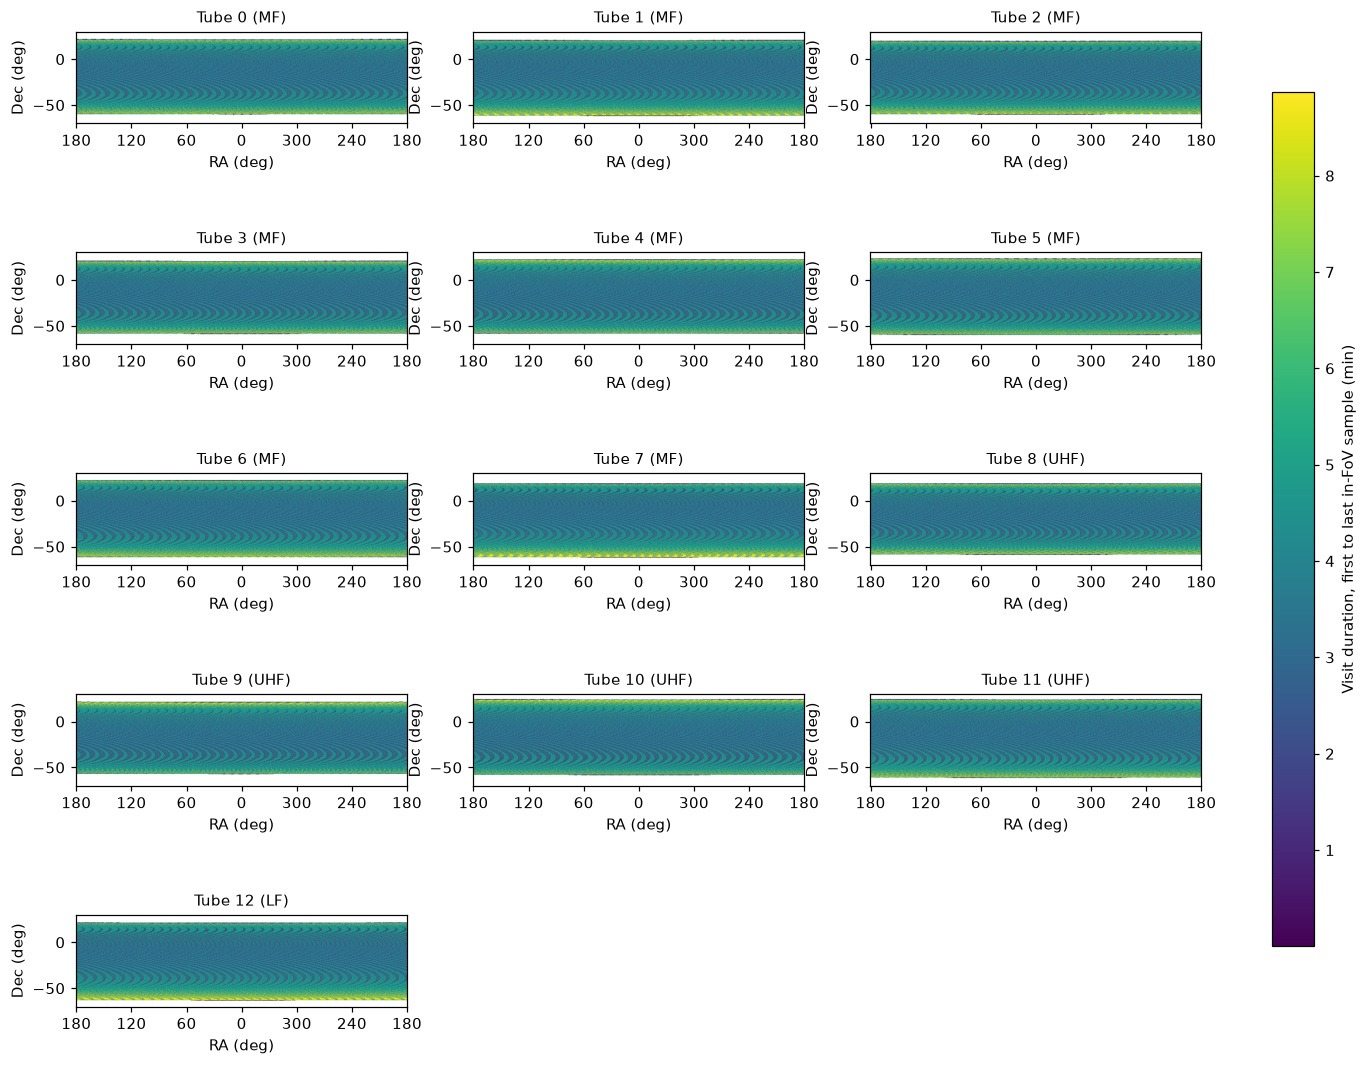 Tube 0 (MF)
Dec (deg)
0
−50
180 120 60 0 300 240 180
RA (deg)
Tube 1 (MF)
Dec (deg)
0
−50
180 120 60 0 300 240 180
RA (deg)
Tube 2 (MF)
Dec (deg)
0
−50
180 120 60 0 300 240 180
RA (deg)
Tube 3 (MF)
Dec (deg)
0
−50
180 120 60 0 300 240 180
RA (deg)
Tube 4 (MF)
Dec (deg)
0
−50
180 120 60 0 300 240 180
RA (deg)
Tube 5 (MF)
Dec (deg)
0
−50
180 120 60 0 300 240 180
RA (deg)
Tube 6 (MF)
Dec (deg)
0
−50
180 120 60 0 300 240 180
RA (deg)
Tube 7 (MF)
Dec (deg)
0
−50
180 120 60 0 300 240 180
RA (deg)
Tube 8 (UHF)
Dec (deg)
0
−50
180 120 60 0 300 240 180
RA (deg)
Tube 9 (UHF)
Dec (deg)
0
−50
180 120 60 0 300 240 180
RA (deg)
Tube 10 (UHF)
Dec (deg)
0
−50
180 120 60 0 300 240 180
RA (deg)
Tube 11 (UHF)
Dec (deg)
0
−50
180 120 60 0 300 240 180
RA (deg)
Tube 12 (LF)
Dec (deg)
0
−50
180 120 60 0 300 240 180
RA (deg)
8
7
6
5
4
3
2
1
Visit duration, first to last in-FoV sample (min)